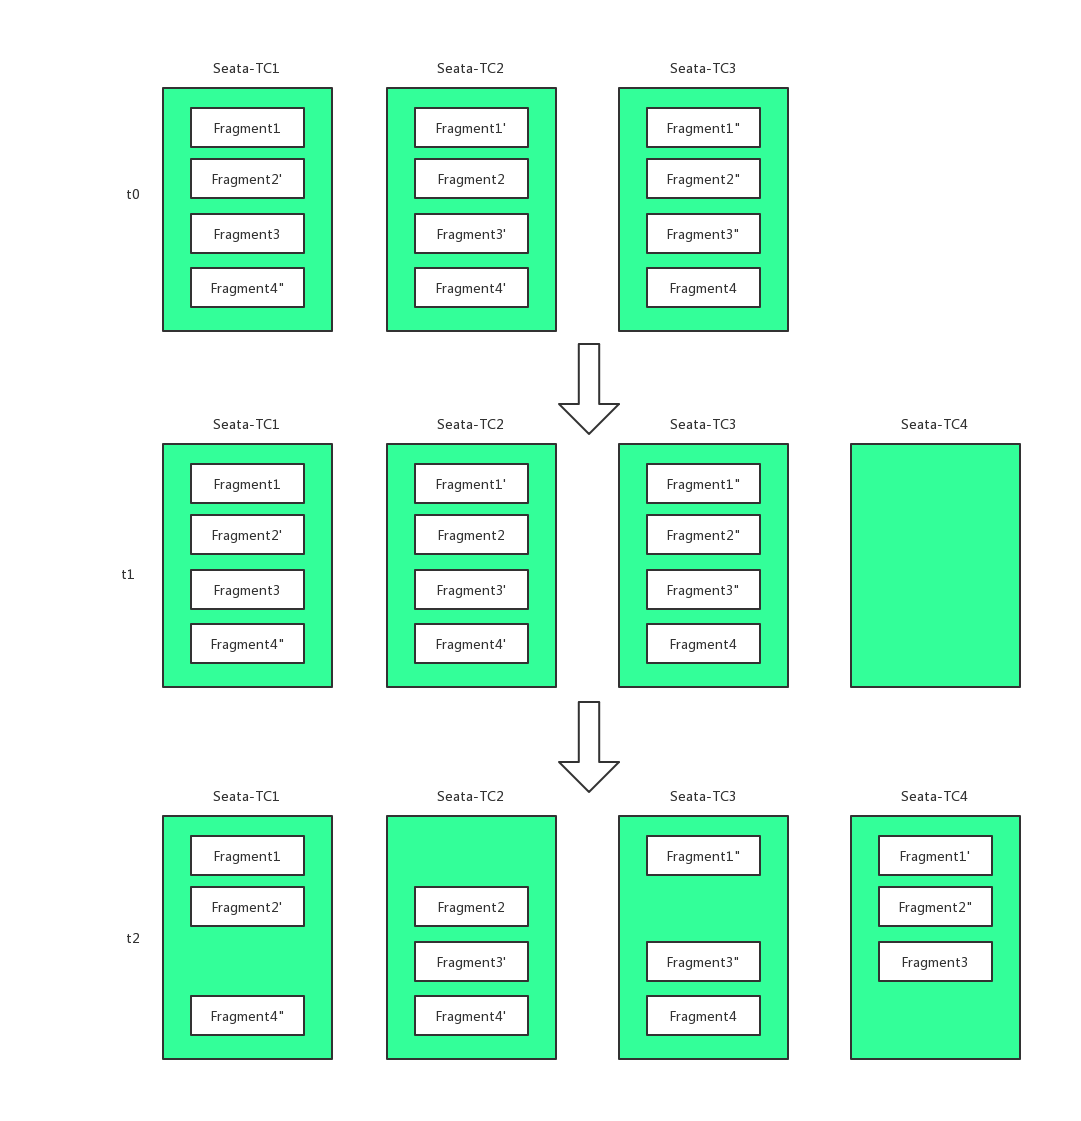 Seata-TC1 Seata-TC2 Seata-TC3
Fragment1 Fragment1' Fragment1"
Fragment2' Fragment2 Fragment2"
t0
Fragment3 Fragment3' Fragment3"
Fragment4" Fragment4' Fragment4
Seata-TC1 Seata-TC2 Seata-TC3 Seata-TC4
Fragment1 Fragment1' Fragment1"
Fragment2' Fragment2 Fragment2"
t1
Fragment3 Fragment3' Fragment3"
Fragment4" Fragment4' Fragment4
Seata-TC1 Seata-TC2 Seata-TC3 Seata-TC4
Fragment1 Fragment1" Fragment1'
Fragment2' Fragment2 Fragment2"
t2
Fragment3' Fragment3" Fragment3
Fragment4" Fragment4' Fragment4